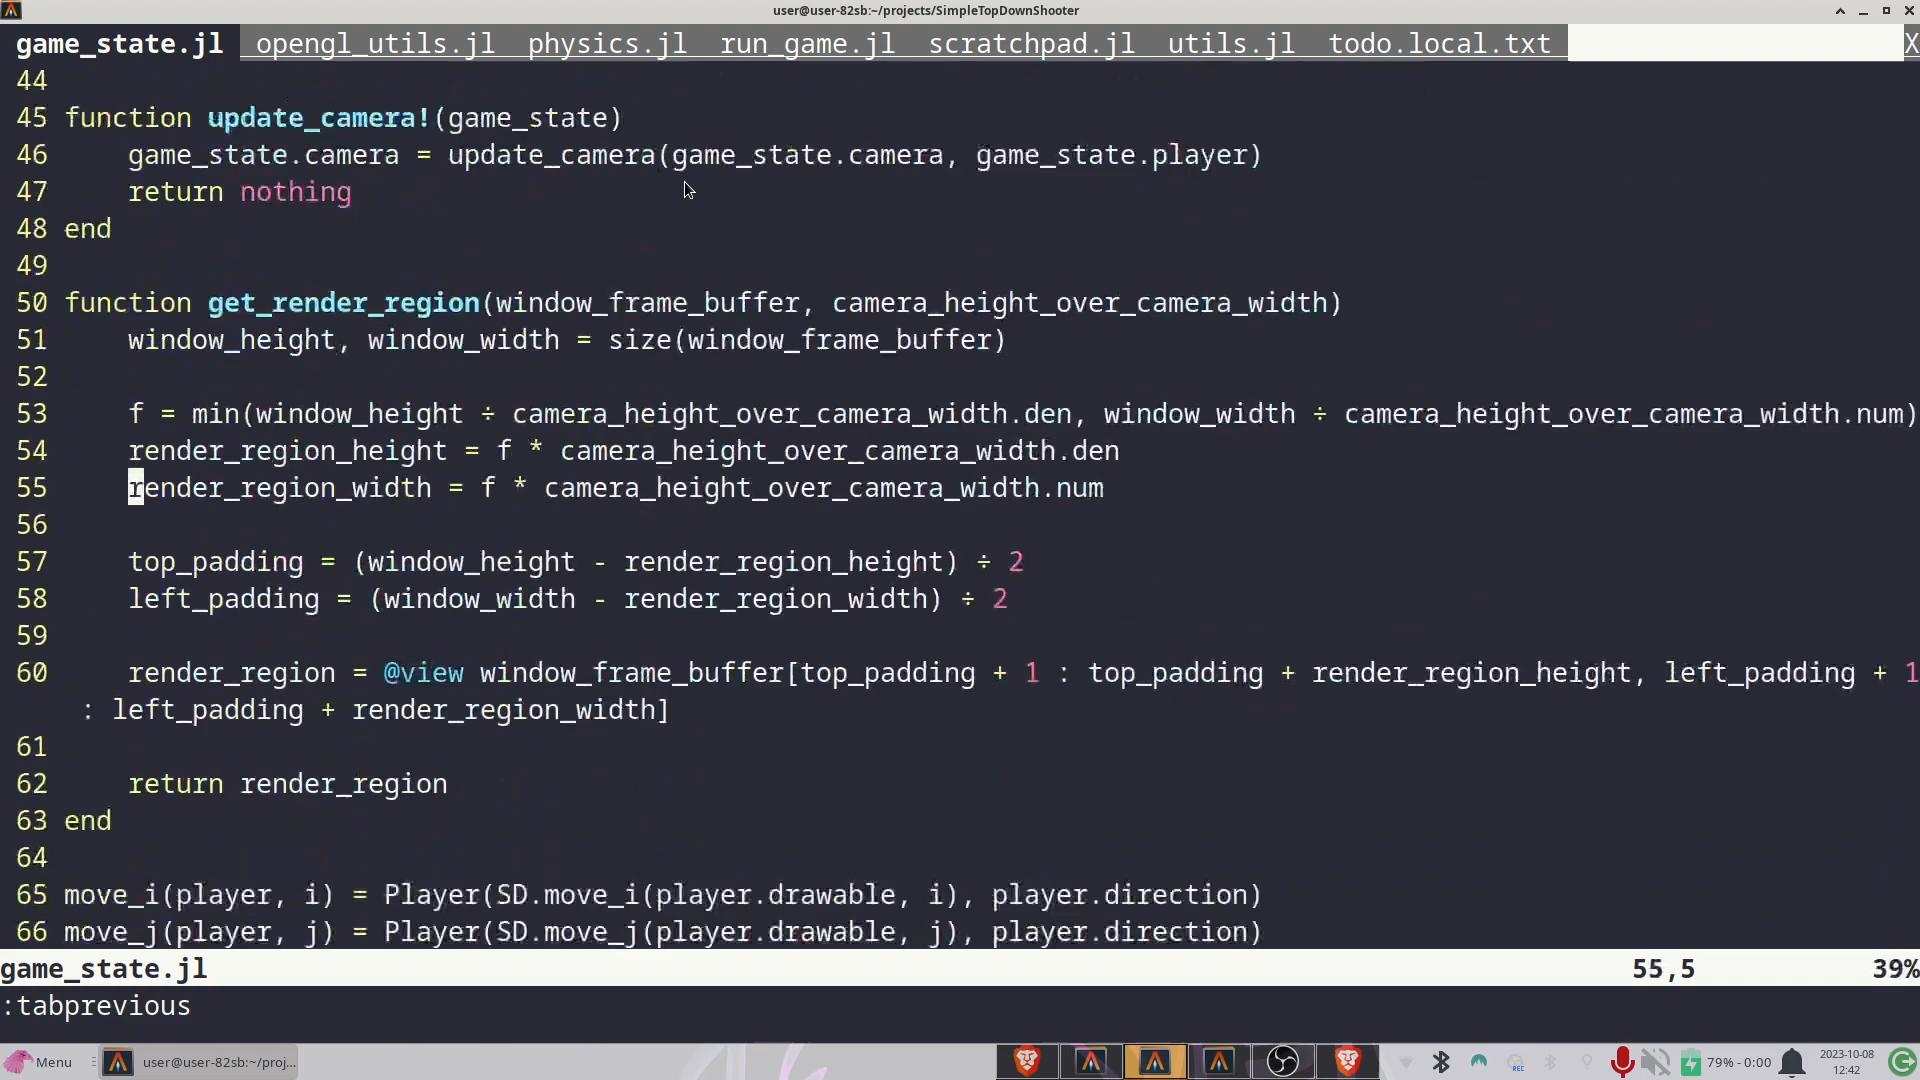 user@user-82sb:~/projects/SimpleTopDownShooter
game_state.jl opengl_utils.jl physics.jl run_game.jl scratchpad.jl utils.jl todo.local.txt X
44
45 function update_camera!(game_state)
46     game_state.camera = update_camera(game_state.camera, game_state.player)
47     return nothing
48 end
49
50 function get_render_region(window_frame_buffer, camera_height_over_camera_width)
51     window_height, window_width = size(window_frame_buffer)
52
53     f = min(window_height ÷ camera_height_over_camera_width.den, window_width ÷ camera_height_over_camera_width.num)
54     render_region_height = f * camera_height_over_camera_width.den
55     render_region_width = f * camera_height_over_camera_width.num
56
57     top_padding = (window_height - render_region_height) ÷ 2
58     left_padding = (window_width - render_region_width) ÷ 2
59
60     render_region = @view window_frame_buffer[top_padding + 1 : top_padding + render_region_height, left_padding + 1
: left_padding + render_region_width]
61
62     return render_region
63 end
64
65 move_i(player, i) = Player(SD.move_i(player.drawable, i), player.direction)
66 move_j(player, j) = Player(SD.move_j(player.drawable, j), player.direction)
game_state.jl 55,5 39%
:tabprevious
Menu user@user-82sb:~/proj... REC 79% - 0:00 2023-10-08
12:42